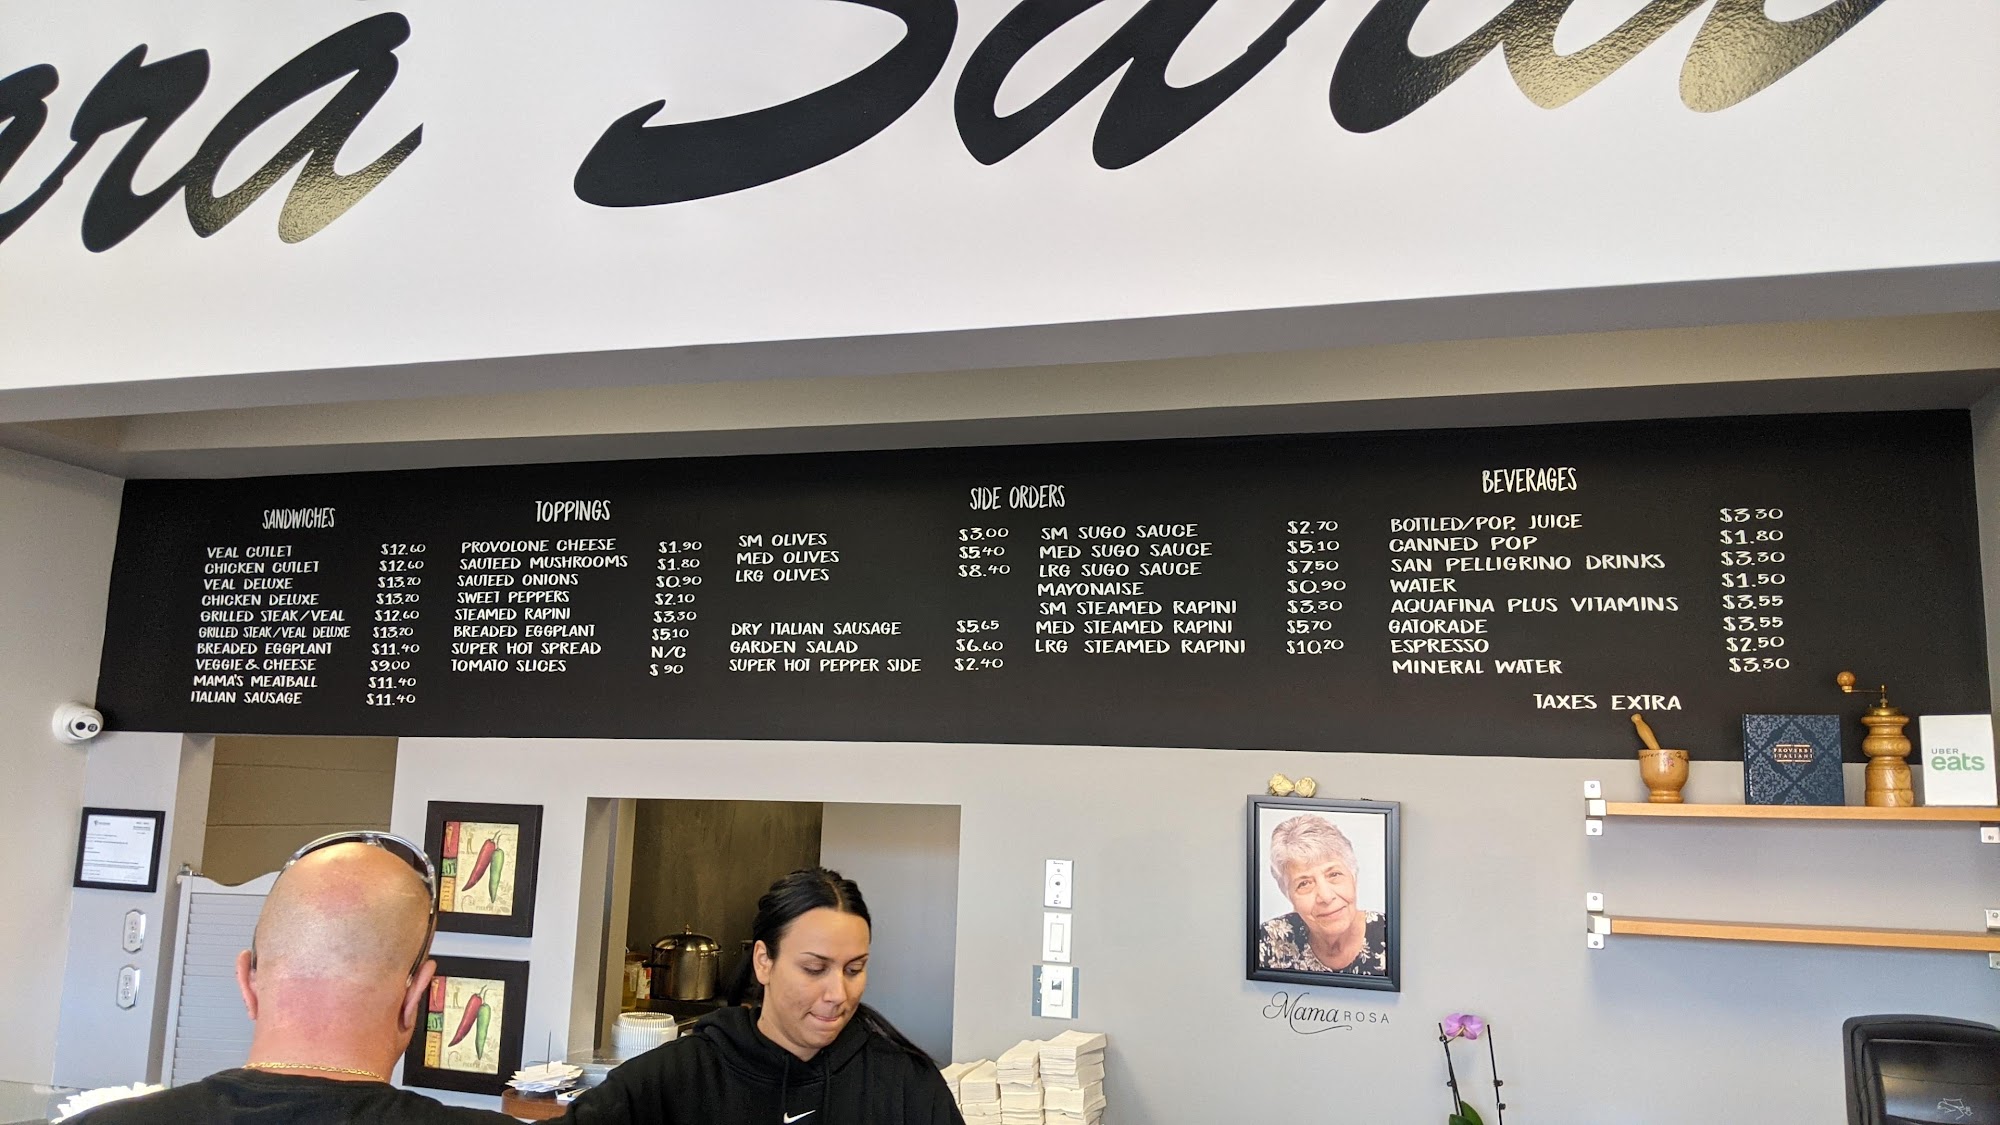 SANDWICHES
VEAL CUTLET $12.60
CHICKEN CUTLET $12.60
VEAL DELUXE $13.20
CHICKEN DELUXE $13.20
GRILLED STEAK/VEAL $12.60
GRILLED STEAK/VEAL DELUXE $13.20
BREADED EGGPLANT $11.40
VEGGIE & CHEESE $9.00
MAMA'S MEATBALL $11.40
ITALIAN SAUSAGE $11.40
TOPPINGS
PROVOLONE CHEESE $1.90
SAUTEED MUSHROOMS $1.80
SAUTEED ONIONS $0.90
SWEET PEPPERS $2.10
STEAMED RAPINI $3.30
BREADED EGGPLANT $5.10
SUPER HOT SPREAD N/C
TOMATO SLICES $ 90
SIDE ORDERS
SM OLIVES $3.00
MED OLIVES $5.40
LRG OLIVES $8.40
DRY ITALIAN SAUSAGE $5.65
GARDEN SALAD $6.60
SUPER HOT PEPPER SIDE $2.40
SM SUGO SAUCE $2.70
MED SUGO SAUCE $5.10
LRG SUGO SAUCE $7.50
MAYONAISE $0.90
SM STEAMED RAPINI $3.30
MED STEAMED RAPINI $5.70
LRG STEAMED RAPINI $10.20
BEVERAGES
BOTTLED/POP, JUICE $3.30
CANNED POP $1.80
SAN PELLIGRINO DRINKS $3.30
WATER $1.50
AQUAFINA PLUS VITAMINS $3.55
GATORADE $3.55
ESPRESSO $2.50
MINERAL WATER $3.30
TAXES EXTRA
PROVERBI
ITALIANI
UBER
eats
Mama ROSA